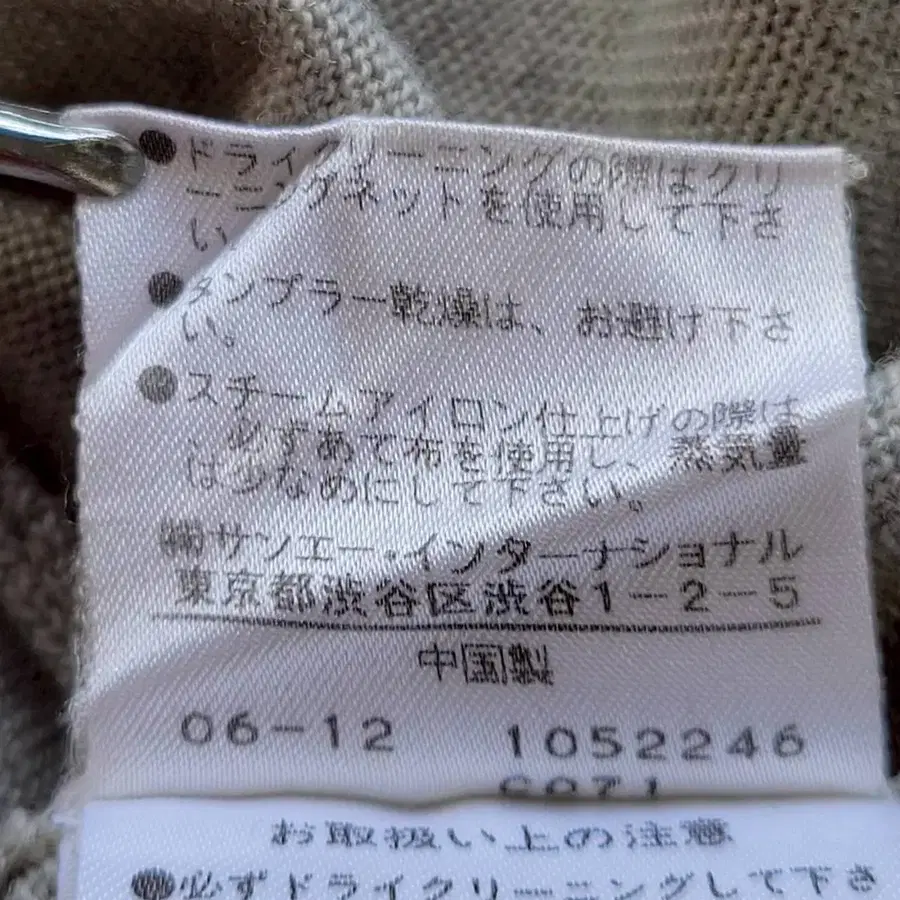 ●ドライクリーニングの際はクリ
ーニングネットを使用して下さ
い。
●タンブラー乾燥は、お避け下さ
い。
●スチームアイロン仕上げの際は
、必ずあて布を使用し、蒸気量
は少なめにして下さい。
㈱サンエー・インターナショナル
東京都渋谷区渋谷1-2-5
中国製
06-12 1052246
お取扱い上の注意
●必ずドライクリーニングして下さ